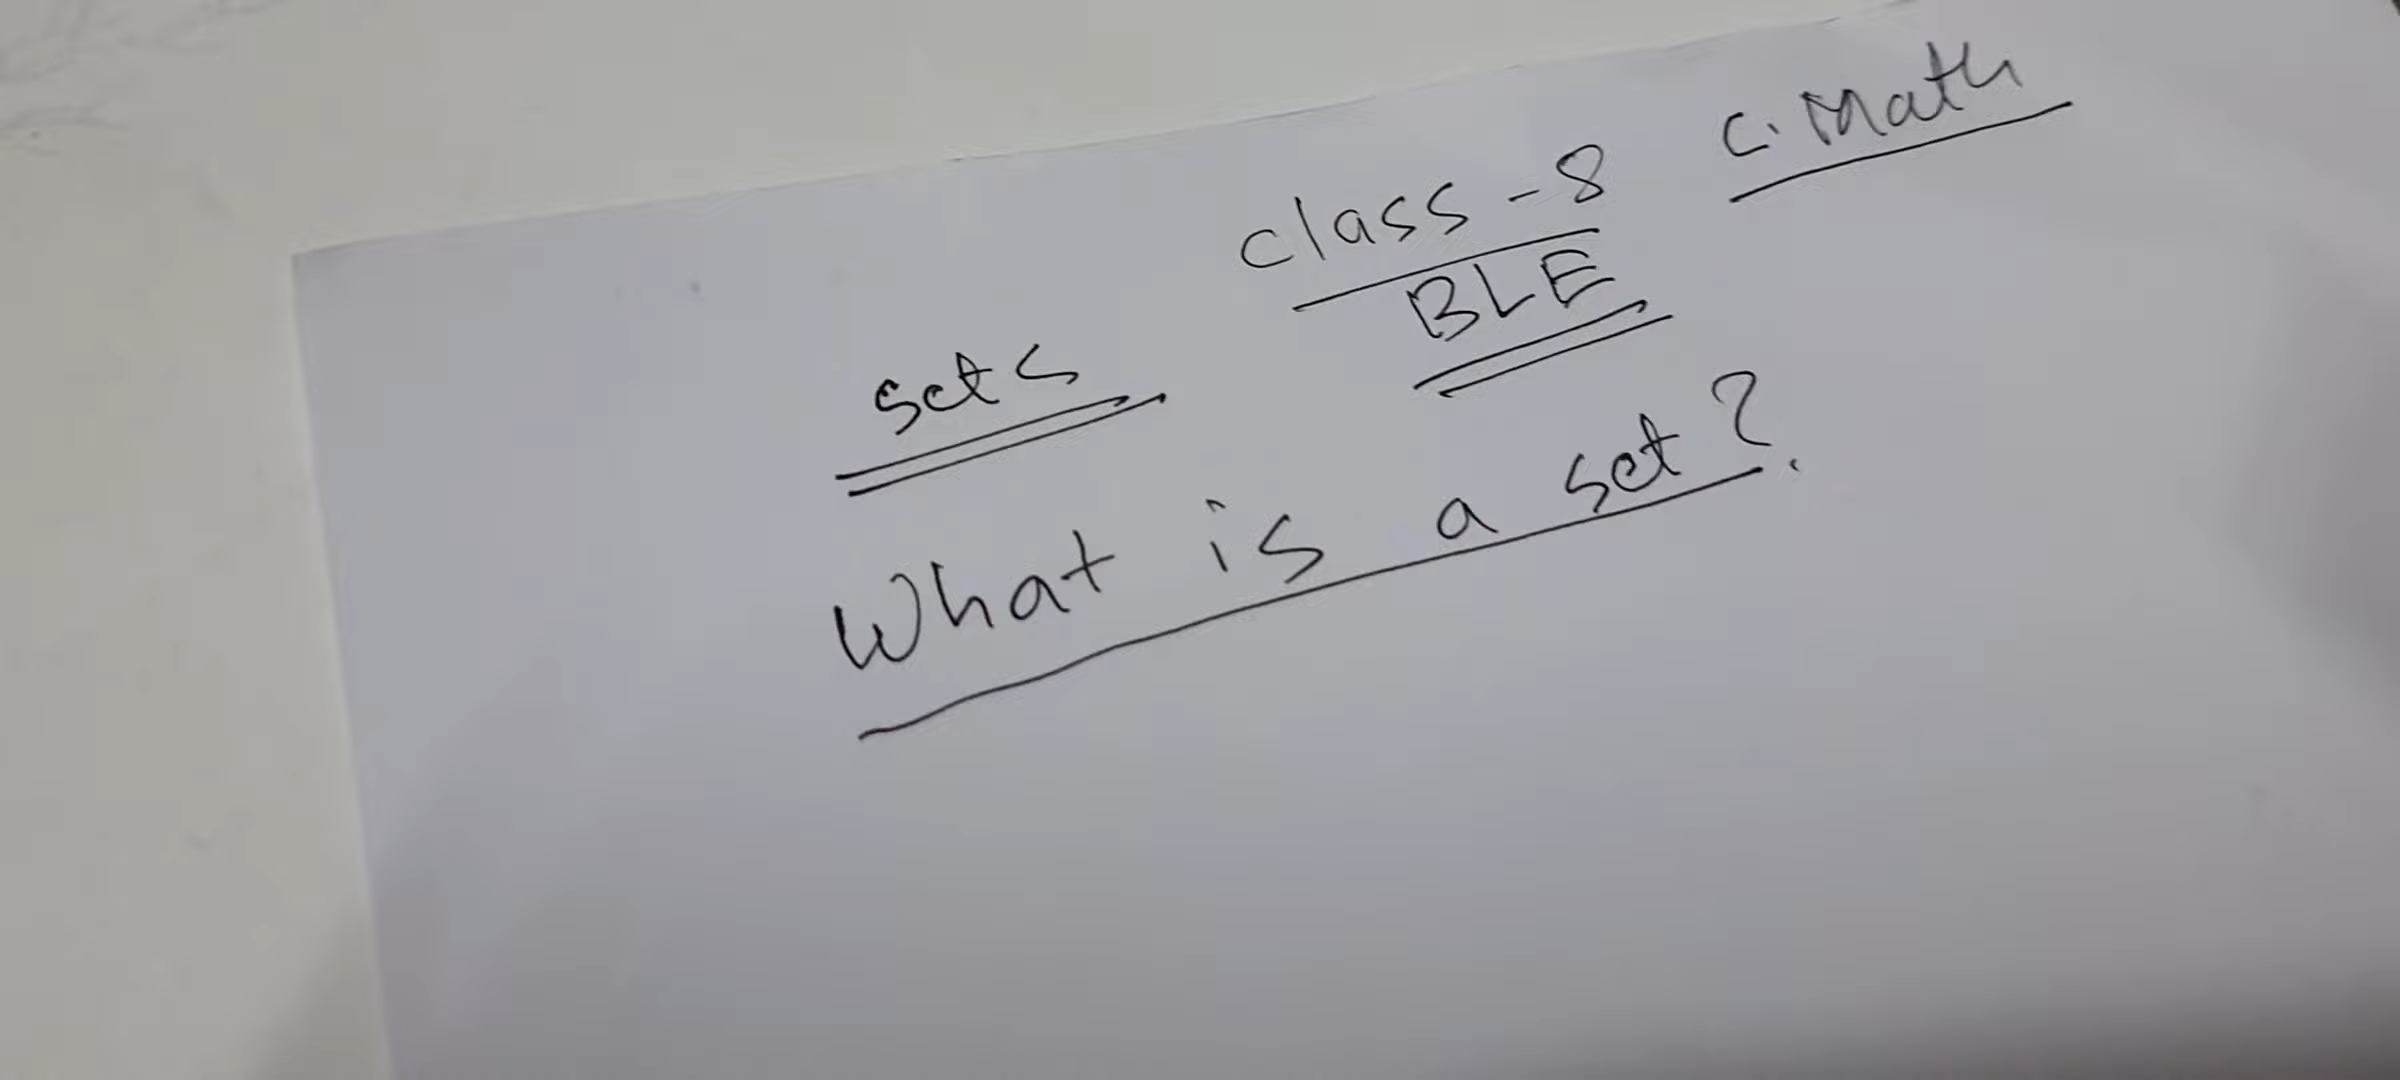 C. Math
class - 8
BLE
sets
What is a set?